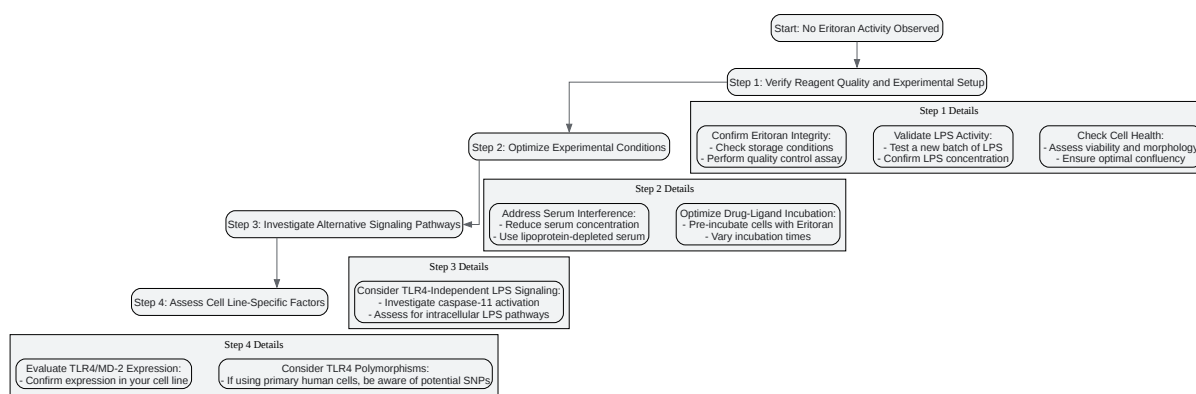 Start: No Eritoran Activity Observed
Step 1: Verify Reagent Quality and Experimental Setup
Step 1 Details
Confirm Eritoran Integrity:
- Check storage conditions
- Perform quality control assay
Validate LPS Activity:
- Test a new batch of LPS
- Confirm LPS concentration
Check Cell Health:
- Assess viability and morphology
- Ensure optimal confluency
Step 2: Optimize Experimental Conditions
Step 2 Details
Address Serum Interference:
- Reduce serum concentration
- Use lipoprotein-depleted serum
Optimize Drug-Ligand Incubation:
- Pre-incubate cells with Eritoran
- Vary incubation times
Step 3: Investigate Alternative Signaling Pathways
Step 3 Details
Consider TLR4-Independent LPS Signaling:
- Investigate caspase-11 activation
- Assess for intracellular LPS pathways
Step 4: Assess Cell Line-Specific Factors
Step 4 Details
Evaluate TLR4/MD-2 Expression:
- Confirm expression in your cell line
Consider TLR4 Polymorphisms:
- If using primary human cells, be aware of potential SNPs